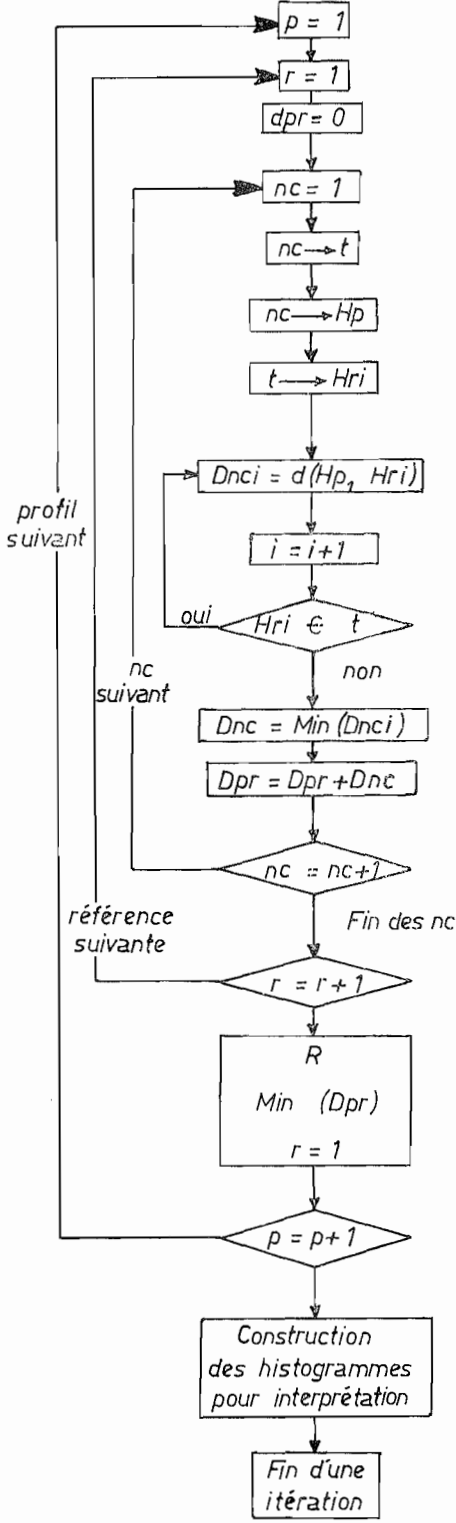 p = 1
r = 1
dpr = 0
nc = 1
nc → t
nc → Hp
t → Hri
Dnci = d(Hp, Hri)
profil
suivant
i = i+1
oui
Hri € t
nc
suivant
non
Dnc = Min (Dnci)
Dpr = Dpr + Dnc
nc = nc+1
référence
suivante
Fin des nc
r = r + 1
R
Min (Dpr)
r = 1
p = p+1
Construction
des histogrammes
pour interprétation
Fin d'une
itération